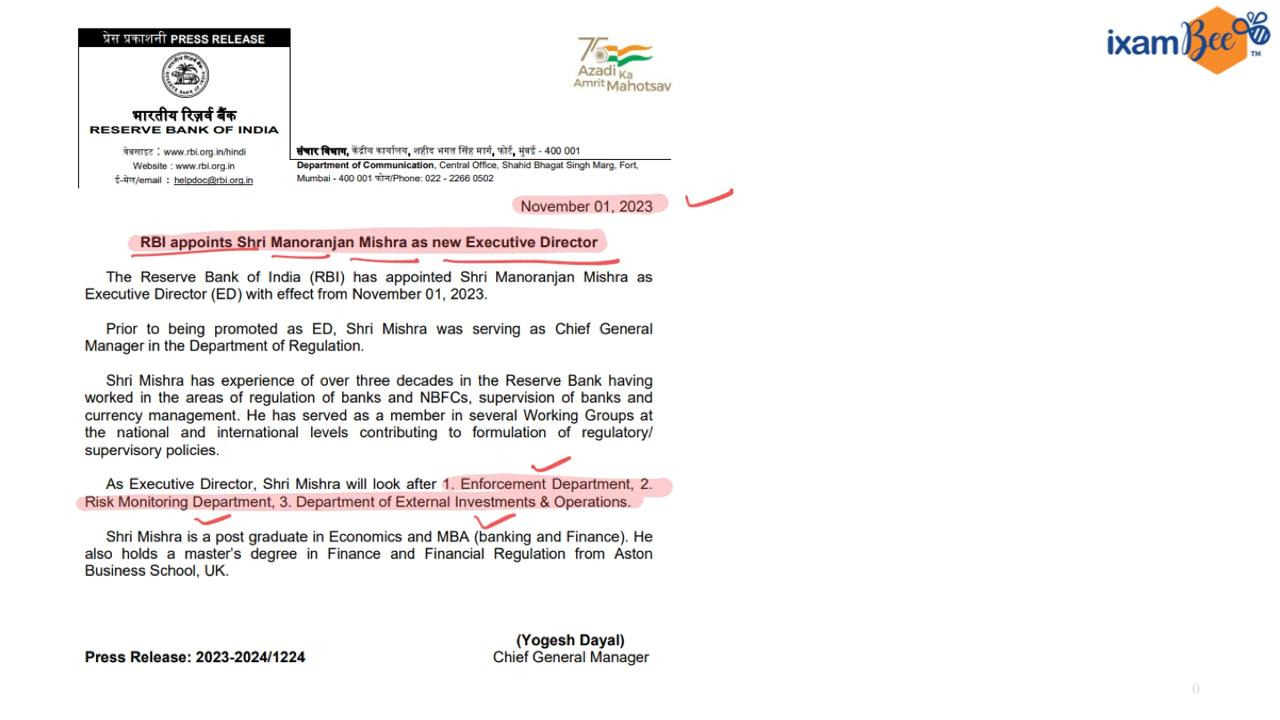 प्रेस प्रकाशनी PRESS RELEASE
भारतीय रिज़र्व बैंक
RESERVE BANK OF INDIA
वेबसाइट : www.rbi.org.in/hindi
Website : www.rbi.org.in
ई-मेल/email : helpdoc@rbi.org.in
75
Azadi Ka
Amrit Mahotsav
ixamBee
TM
संचार विभाग, केंद्रीय कार्यालय, शहीद भगत सिंह मार्ग, फोर्ट, मुंबई - 400 001
Department of Communication, Central Office, Shahid Bhagat Singh Marg, Fort,
Mumbai - 400 001 फोन/Phone: 022 - 2266 0502
November 01, 2023
RBI appoints Shri Manoranjan Mishra as new Executive Director
The Reserve Bank of India (RBI) has appointed Shri Manoranjan Mishra as
Executive Director (ED) with effect from November 01, 2023.
Prior to being promoted as ED, Shri Mishra was serving as Chief General
Manager in the Department of Regulation.
Shri Mishra has experience of over three decades in the Reserve Bank having
worked in the areas of regulation of banks and NBFCs, supervision of banks and
currency management. He has served as a member in several Working Groups at
the national and international levels contributing to formulation of regulatory/
supervisory policies.
As Executive Director, Shri Mishra will look after 1. Enforcement Department, 2.
Risk Monitoring Department, 3. Department of External Investments & Operations.
Shri Mishra is a post graduate in Economics and MBA (banking and Finance). He
also holds a master's degree in Finance and Financial Regulation from Aston
Business School, UK.
(Yogesh Dayal)
Press Release: 2023-2024/1224 Chief General Manager
0